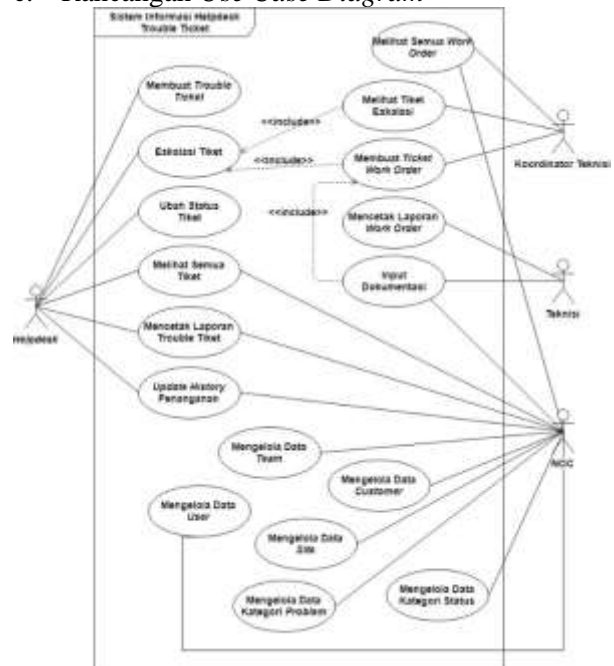 Rancangan Use Case Diagram
Sistem Informasi Helpdesk
Trouble Ticket
Melihat Semua Work
Order
Membuat Trouble
Ticket
<<include>>
Melihat Tiket
Eskalasi
Eskalasi Tiket
<<include>>
Membuat Ticket
Work Order
Koordinator Teknisi
Ubah Status
Tiket
<<include>>
Mencetak Laporan
Work Order
Melihat Semua
Tiket
Input
Dokumentasi
Teknisi
Helpdesk
Mencetak Laporan
Trouble Tiket
Update History
Penanganan
Mengelola Data
Team
NOC
Mengelola Data
Customer
Mengelola Data
User
Mengelola Data
Site
Mengelola Data
Kategori Problem
Mengelola Data
Kategori Status